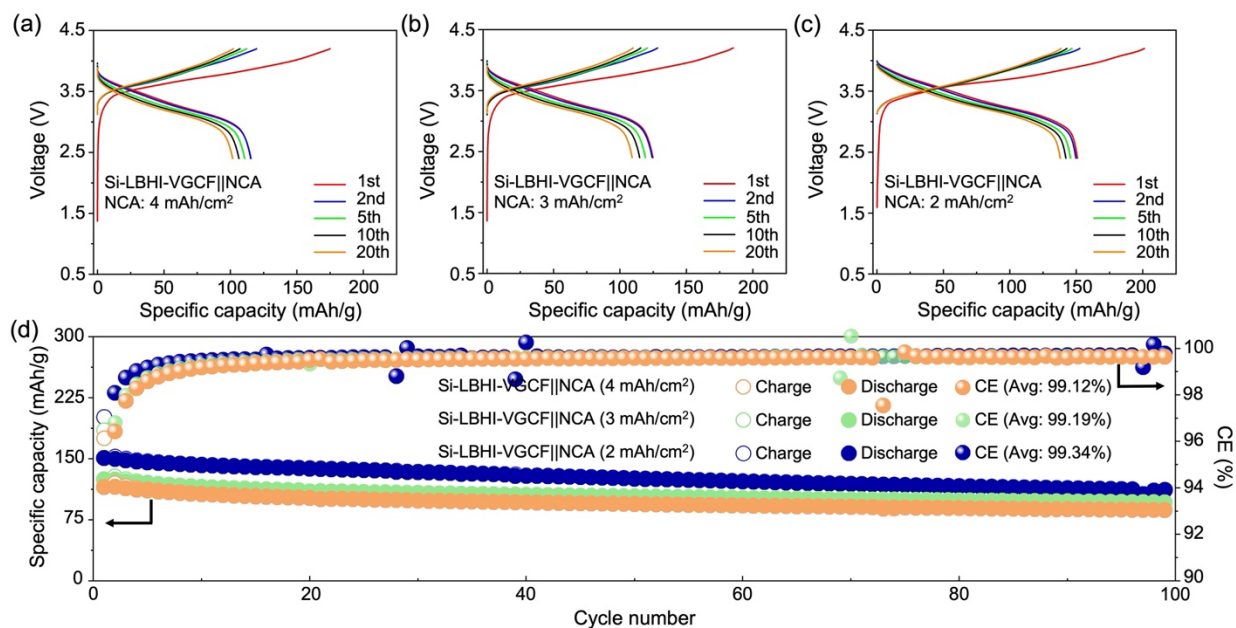 (a)
4.5
3.5
2.5
1.5
0.5
Voltage (V)
Si-LBHI-VGCF||NCA
NCA: 4 mAh/cm²
1st
2nd
5th
10th
20th
0 50 100 150 200
Specific capacity (mAh/g)
(b)
4.5
3.5
2.5
1.5
0.5
Voltage (V)
Si-LBHI-VGCF||NCA
NCA: 3 mAh/cm²
1st
2nd
5th
10th
20th
0 50 100 150 200
Specific capacity (mAh/g)
(c)
4.5
3.5
2.5
1.5
0.5
Voltage (V)
Si-LBHI-VGCF||NCA
NCA: 2 mAh/cm²
1st
2nd
5th
10th
20th
0 50 100 150 200
Specific capacity (mAh/g)
(d)
300
225
150
75
0
Specific capacity (mAh/g)
Si-LBHI-VGCF||NCA (4 mAh/cm²) Charge Discharge CE (Avg: 99.12%)
Si-LBHI-VGCF||NCA (3 mAh/cm²) Charge Discharge CE (Avg: 99.19%)
Si-LBHI-VGCF||NCA (2 mAh/cm²) Charge Discharge CE (Avg: 99.34%)
100
98
96
94
92
90
CE (%)
0 20 40 60 80 100
Cycle number